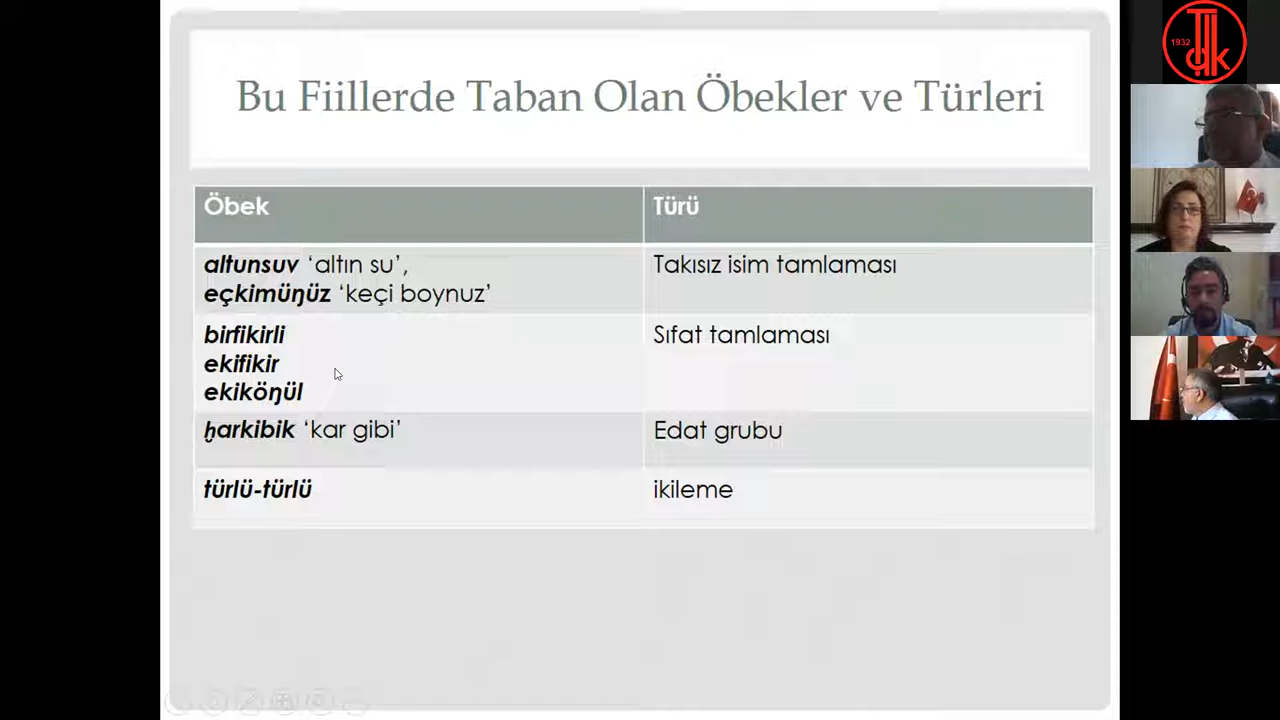 Bu Fiillerde Taban Olan Öbekler ve Türleri
Öbek
Türü
altunsuv ‘altın su’,
eçkimüŋüz ‘keçi boynuz’
Takısız isim tamlaması
birfikirli
ekifikir
ekiköŋül
Sıfat tamlaması
ḫarkibik ‘kar gibi’
Edat grubu
türlü-türlü
ikileme
1932
TDK